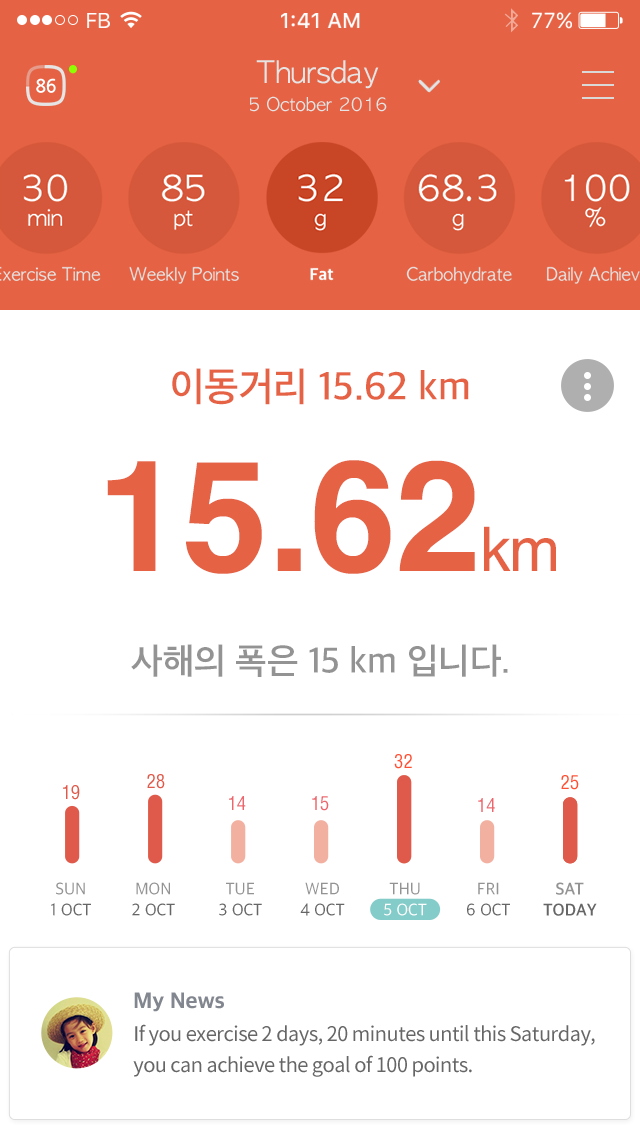 FB 1:41 AM 77%
86
Thursday
5 October 2016
30 85 32 68.3 100
min pt g g %
xercise Time Weekly Points Fat Carbohydrate Daily Achiev
이동거리 15.62 km
15.62km
사해의 폭은 15 km 입니다.
19 28 14 15 32 14 25
SUN MON TUE WED THU FRI SAT
1 OCT 2 OCT 3 OCT 4 OCT 5 OCT 6 OCT TODAY
My News
If you exercise 2 days, 20 minutes until this Saturday,
you can achieve the goal of 100 points.